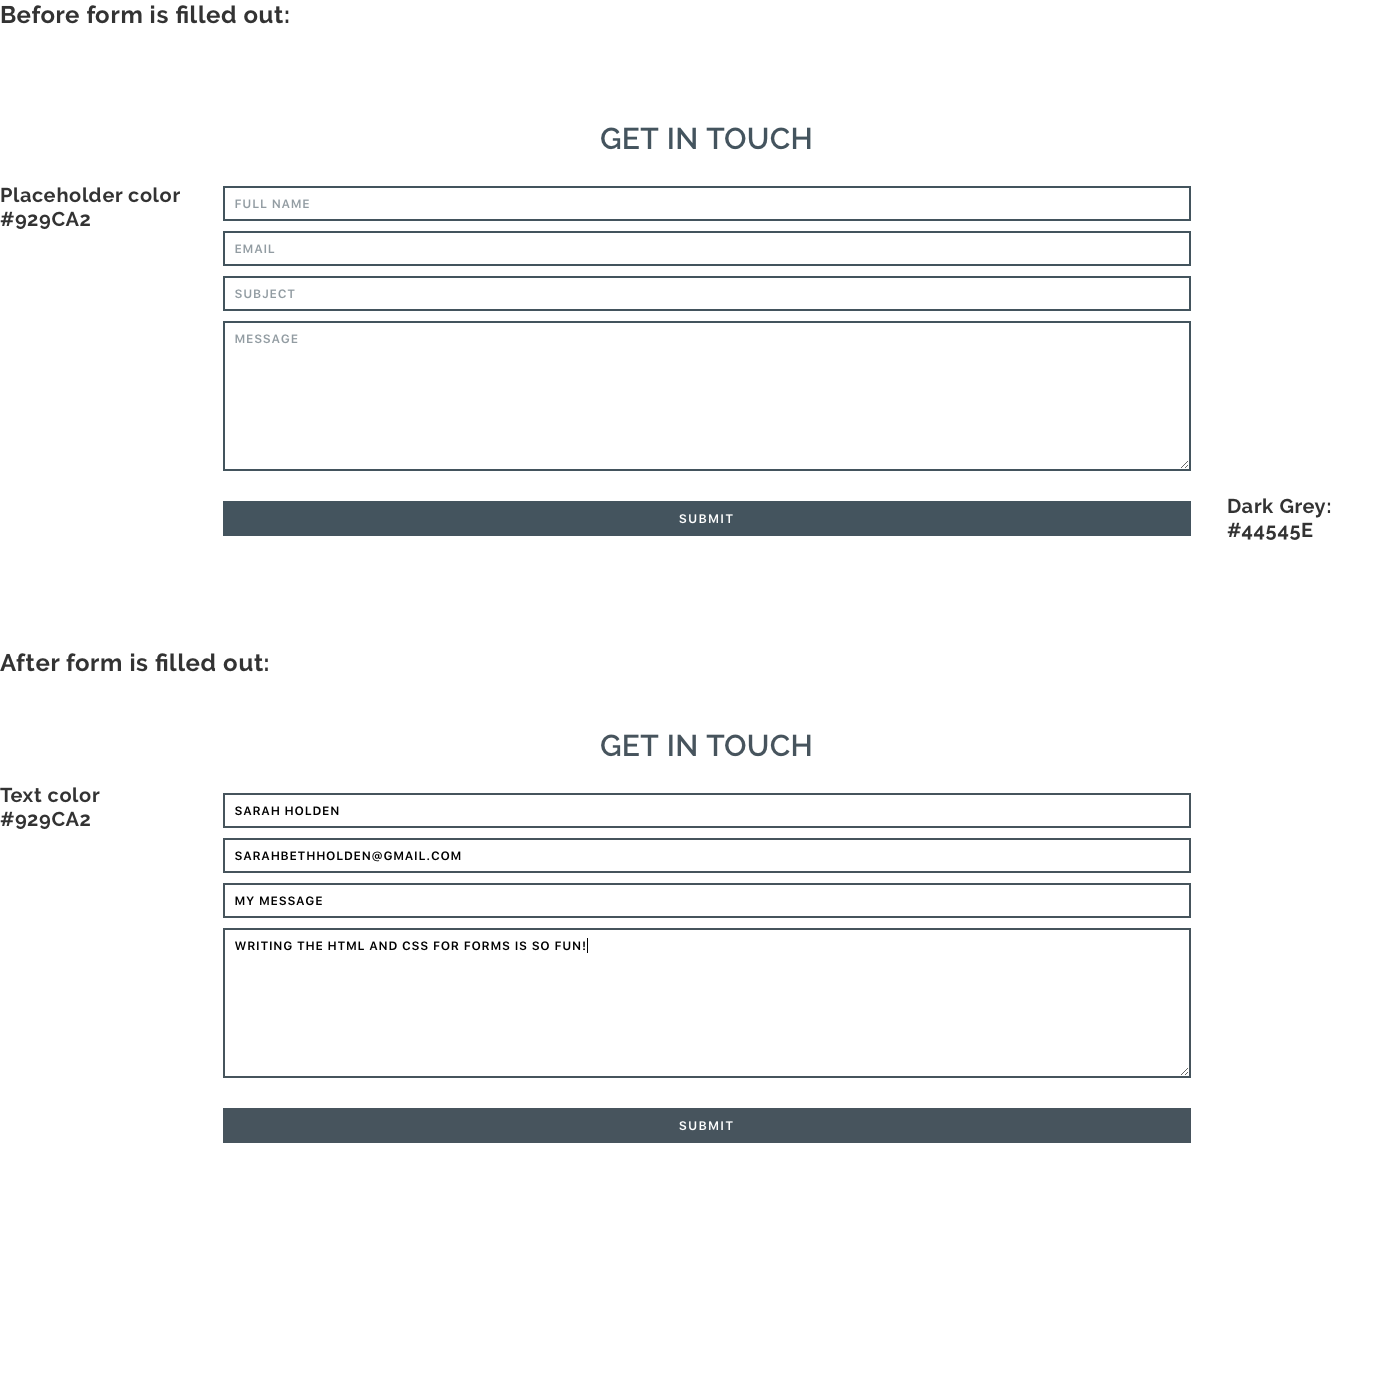 Before form is filled out:
GET IN TOUCH
Placeholder color
#929CA2
FULL NAME
EMAIL
SUBJECT
MESSAGE
SUBMIT
Dark Grey:
#44545E
After form is filled out:
GET IN TOUCH
Text color
#929CA2
SARAH HOLDEN
SARAHBETHHOLDEN@GMAIL.COM
MY MESSAGE
WRITING THE HTML AND CSS FOR FORMS IS SO FUN!
SUBMIT